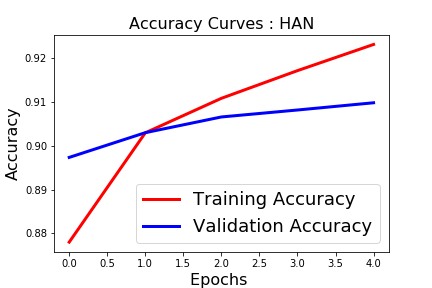 Accuracy Curves : HAN
Accuracy
0.92
0.91
0.90
0.89
0.88
Training Accuracy
Validation Accuracy
0.0 0.5 1.0 1.5 2.0 2.5 3.0 3.5 4.0
Epochs